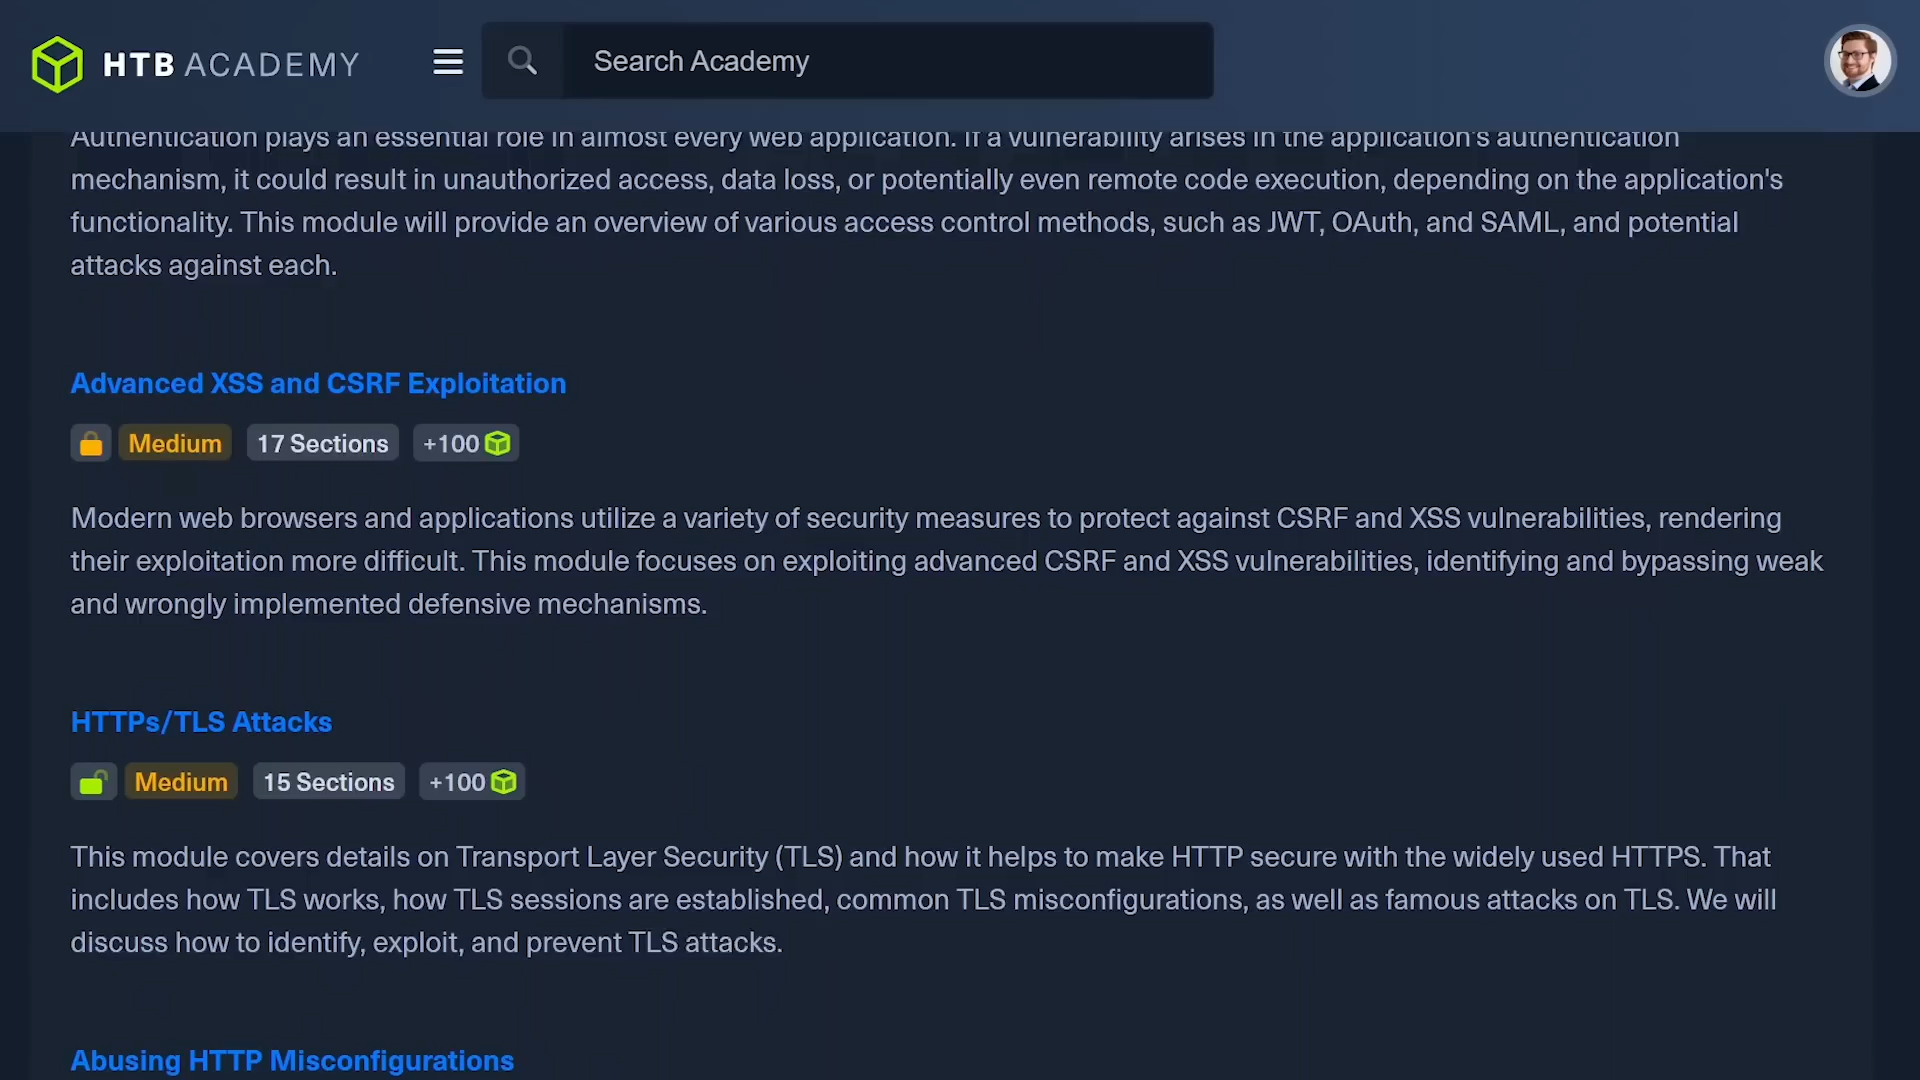 HTB ACADEMY
Search Academy
Authentication plays an essential role in almost every web application. If a vulnerability arises in the application's authentication
mechanism, it could result in unauthorized access, data loss, or potentially even remote code execution, depending on the application's
functionality. This module will provide an overview of various access control methods, such as JWT, OAuth, and SAML, and potential
attacks against each.
Advanced XSS and CSRF Exploitation
Medium 17 Sections +100
Modern web browsers and applications utilize a variety of security measures to protect against CSRF and XSS vulnerabilities, rendering
their exploitation more difficult. This module focuses on exploiting advanced CSRF and XSS vulnerabilities, identifying and bypassing weak
and wrongly implemented defensive mechanisms.
HTTPs/TLS Attacks
Medium 15 Sections +100
This module covers details on Transport Layer Security (TLS) and how it helps to make HTTP secure with the widely used HTTPS. That
includes how TLS works, how TLS sessions are established, common TLS misconfigurations, as well as famous attacks on TLS. We will
discuss how to identify, exploit, and prevent TLS attacks.
Abusing HTTP Misconfigurations